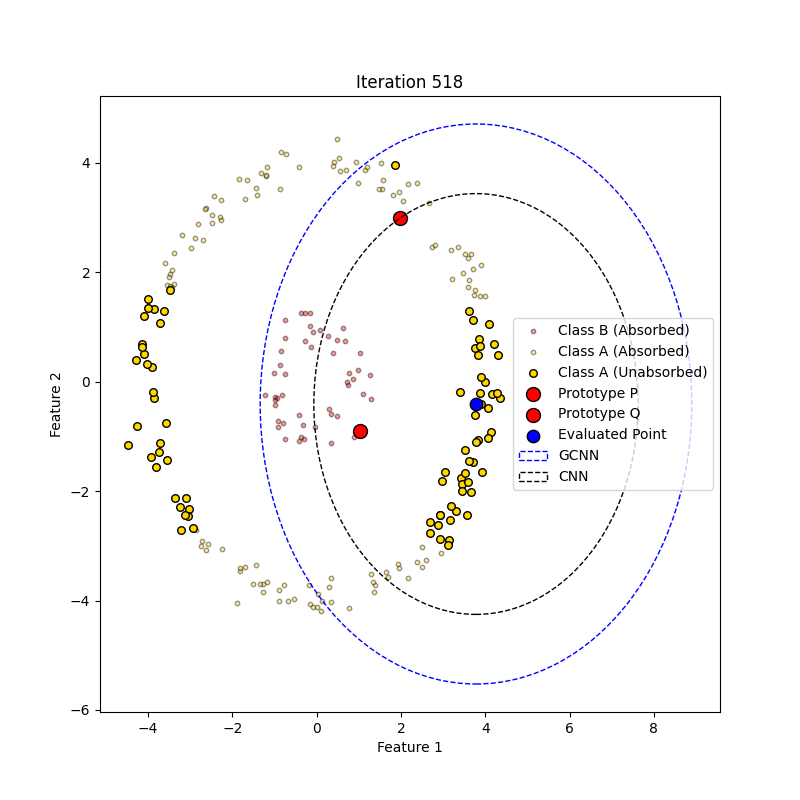 Iteration 518
4
2
0
−2
−4
−6
Feature 2
Class B (Absorbed)
Class A (Absorbed)
Class A (Unabsorbed)
Prototype P
Prototype Q
Evaluated Point
GCNN
CNN
−4 −2 0 2 4 6 8
Feature 1